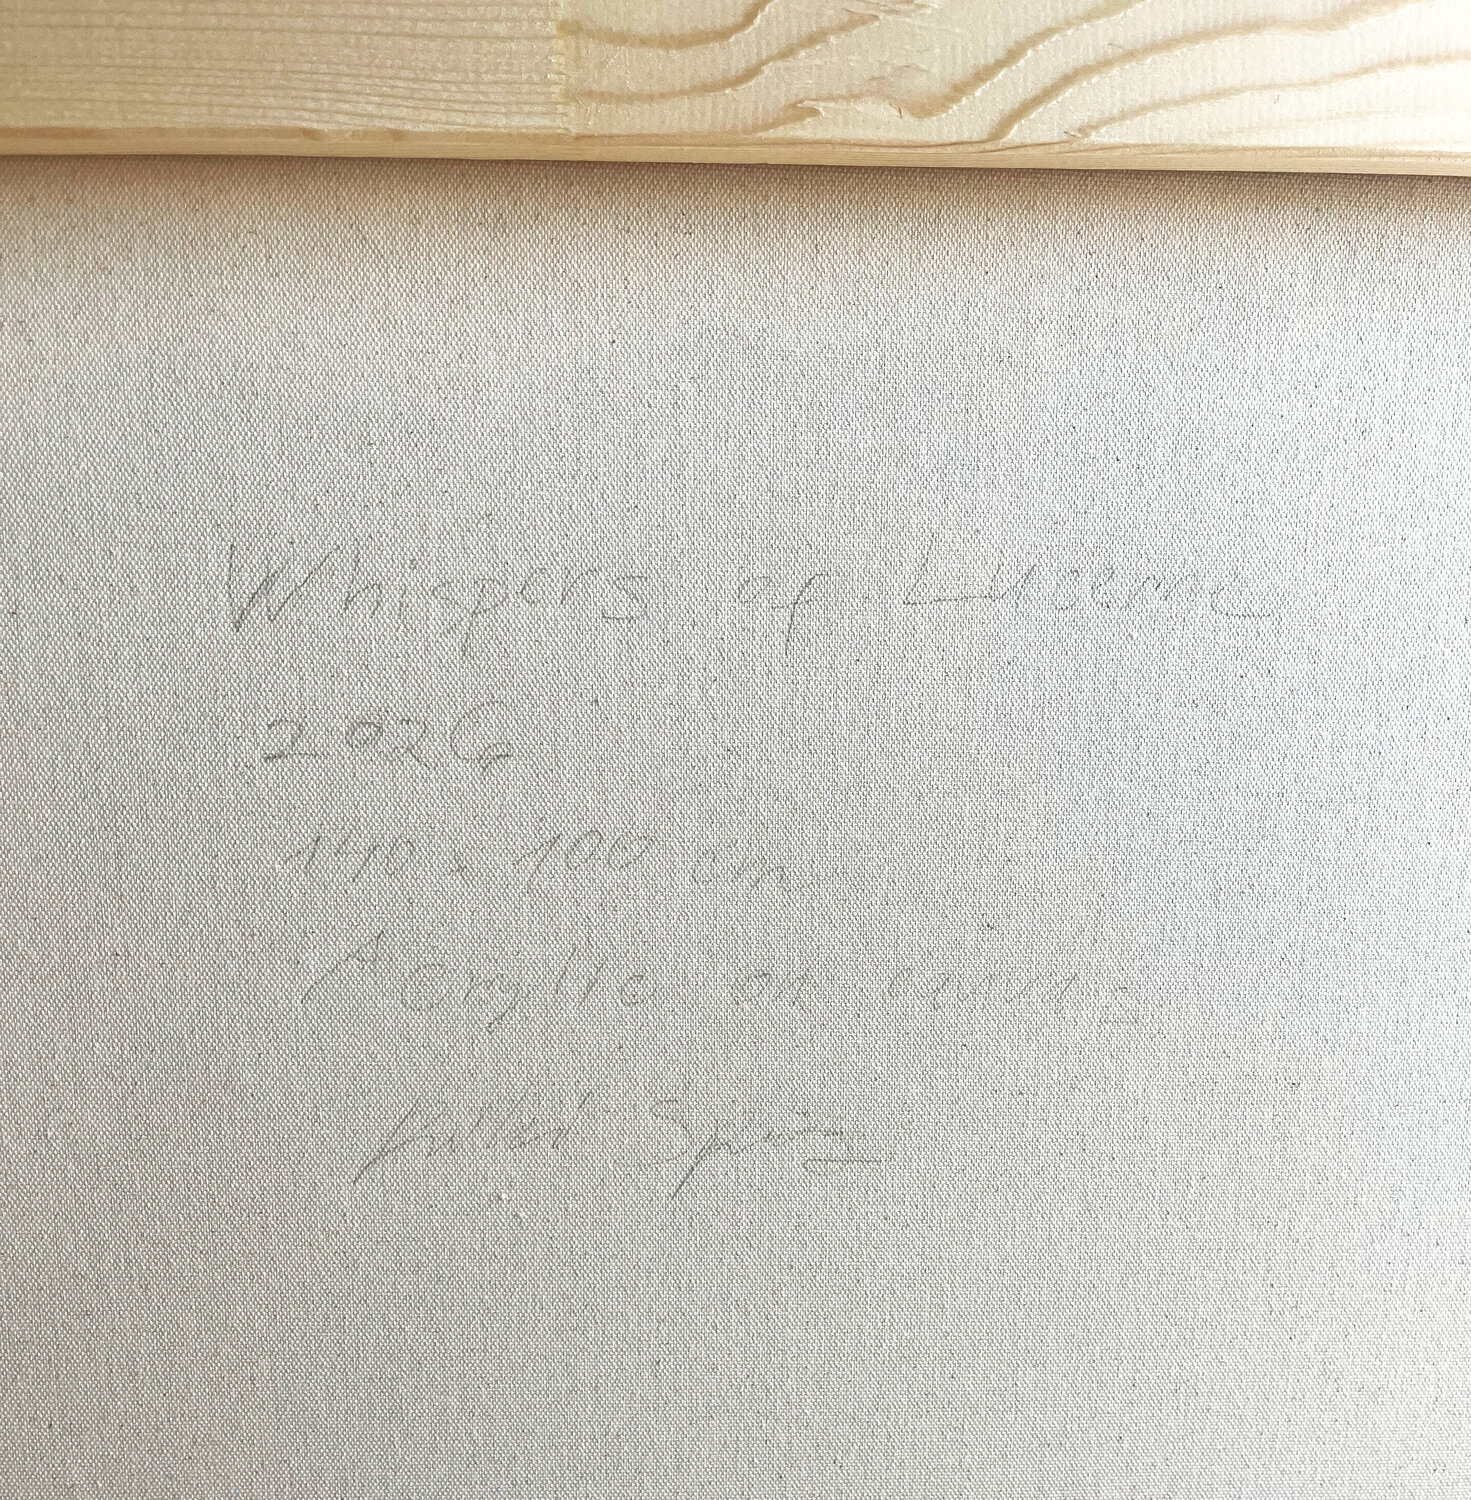 Whispers of Lucerne
2026
140 x 100 cm
Acrylic on canvas